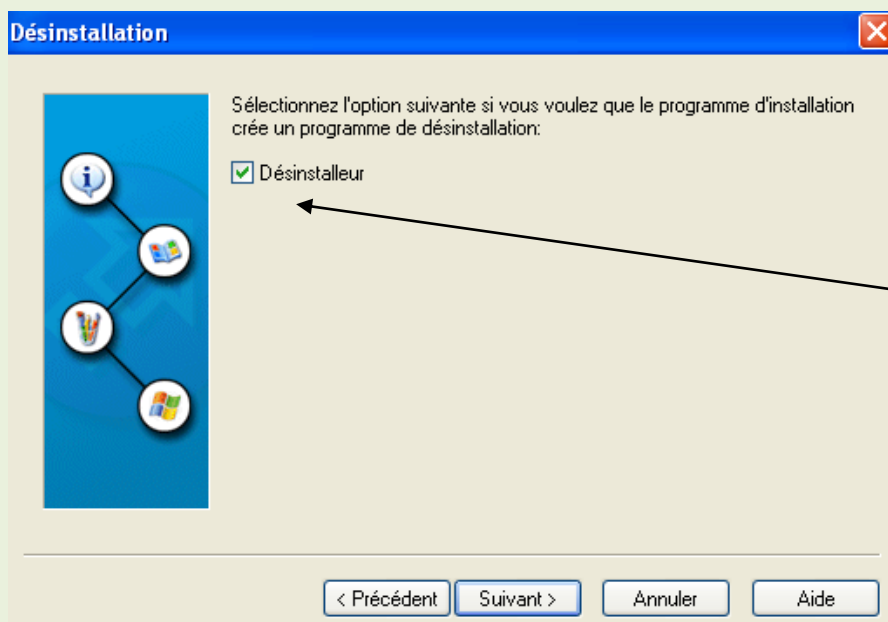 Désinstallation
Sélectionnez l'option suivante si vous voulez que le programme d'installation
crée un programme de désinstallation:
Désinstalleur
< Précédent
Suivant >
Annuler
Aide